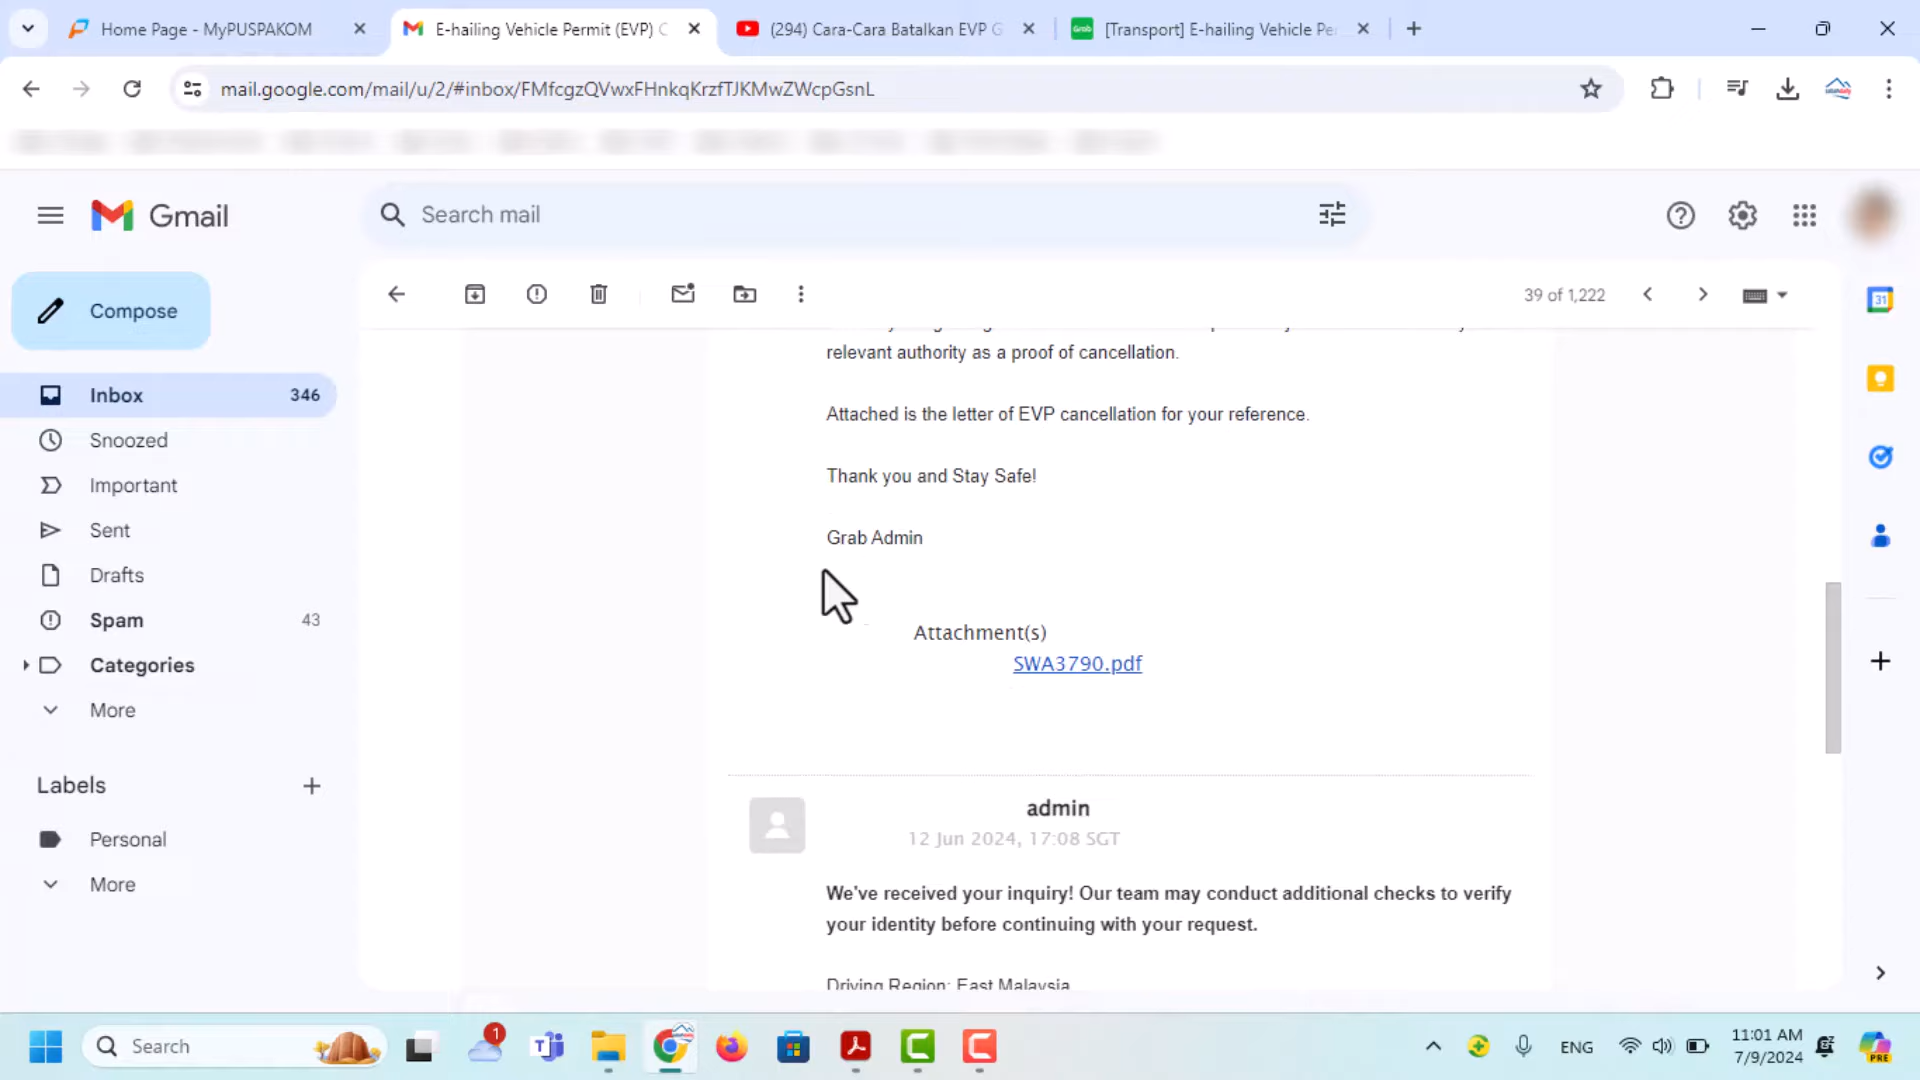 Home Page - MyPUSPAKOM
E-hailing Vehicle Permit (EVP) C
(294) Cara-Cara Batalkan EVP G
[Transport] E-hailing Vehicle Pe
mail.google.com/mail/u/2/#inbox/FMfcgzQVwxFHnkqKrzfTJKMwZWcpGsnL
Gmail
Search mail
39 of 1,222
Compose
Inbox 346
Snoozed
Important
Sent
Drafts
Spam 43
Categories
More
Labels
Personal
More
relevant authority as a proof of cancellation.
Attached is the letter of EVP cancellation for your reference.
Thank you and Stay Safe!
Grab Admin
Attachment(s)
SWA3790.pdf
admin
12 Jun 2024, 17:08 SGT
We've received your inquiry! Our team may conduct additional checks to verify
your identity before continuing with your request.
Driving Region: East Malaysia
31
Search
1
ENG
11:01 AM
7/9/2024
PRE